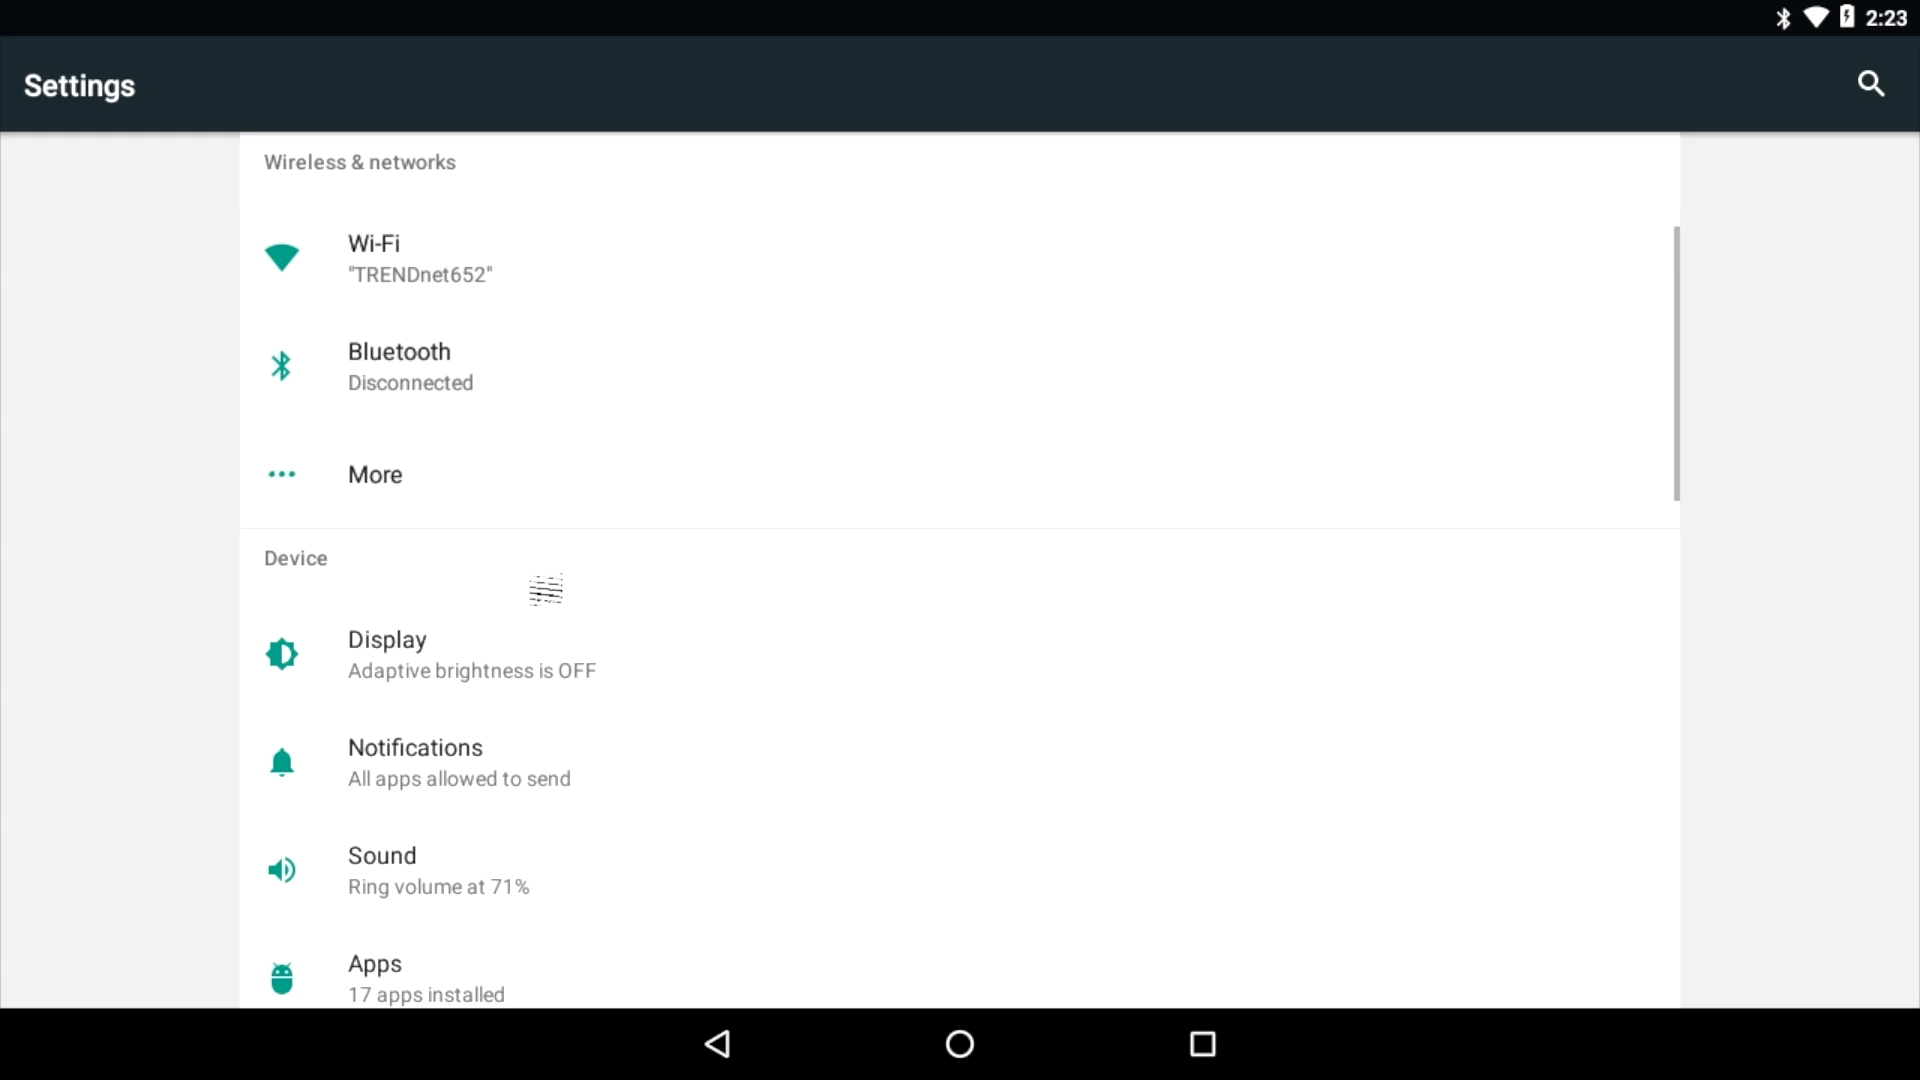 2:23
Settings
Wireless & networks
Wi-Fi
"TRENDnet652"
Bluetooth
Disconnected
More
Device
Display
Adaptive brightness is OFF
Notifications
All apps allowed to send
Sound
Ring volume at 71%
Apps
17 apps installed